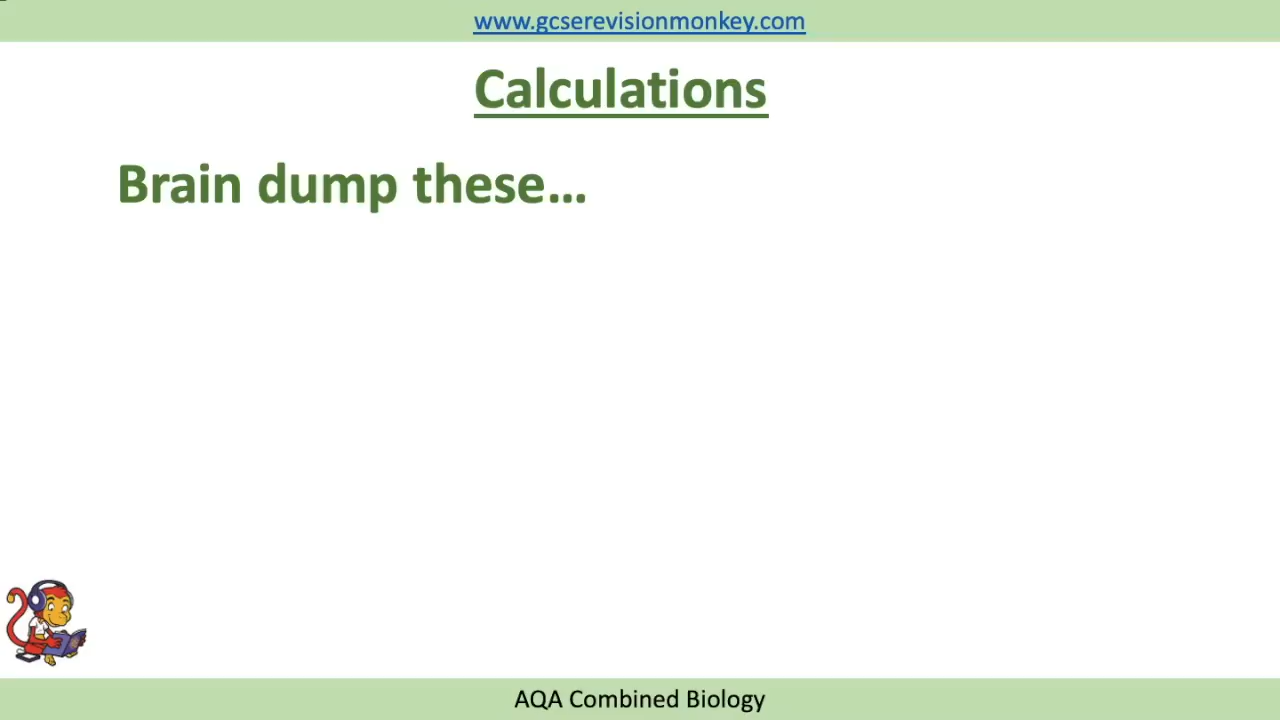 www.gcserevisionmonkey.com
Calculations
Brain dump these…
AQA Combined Biology